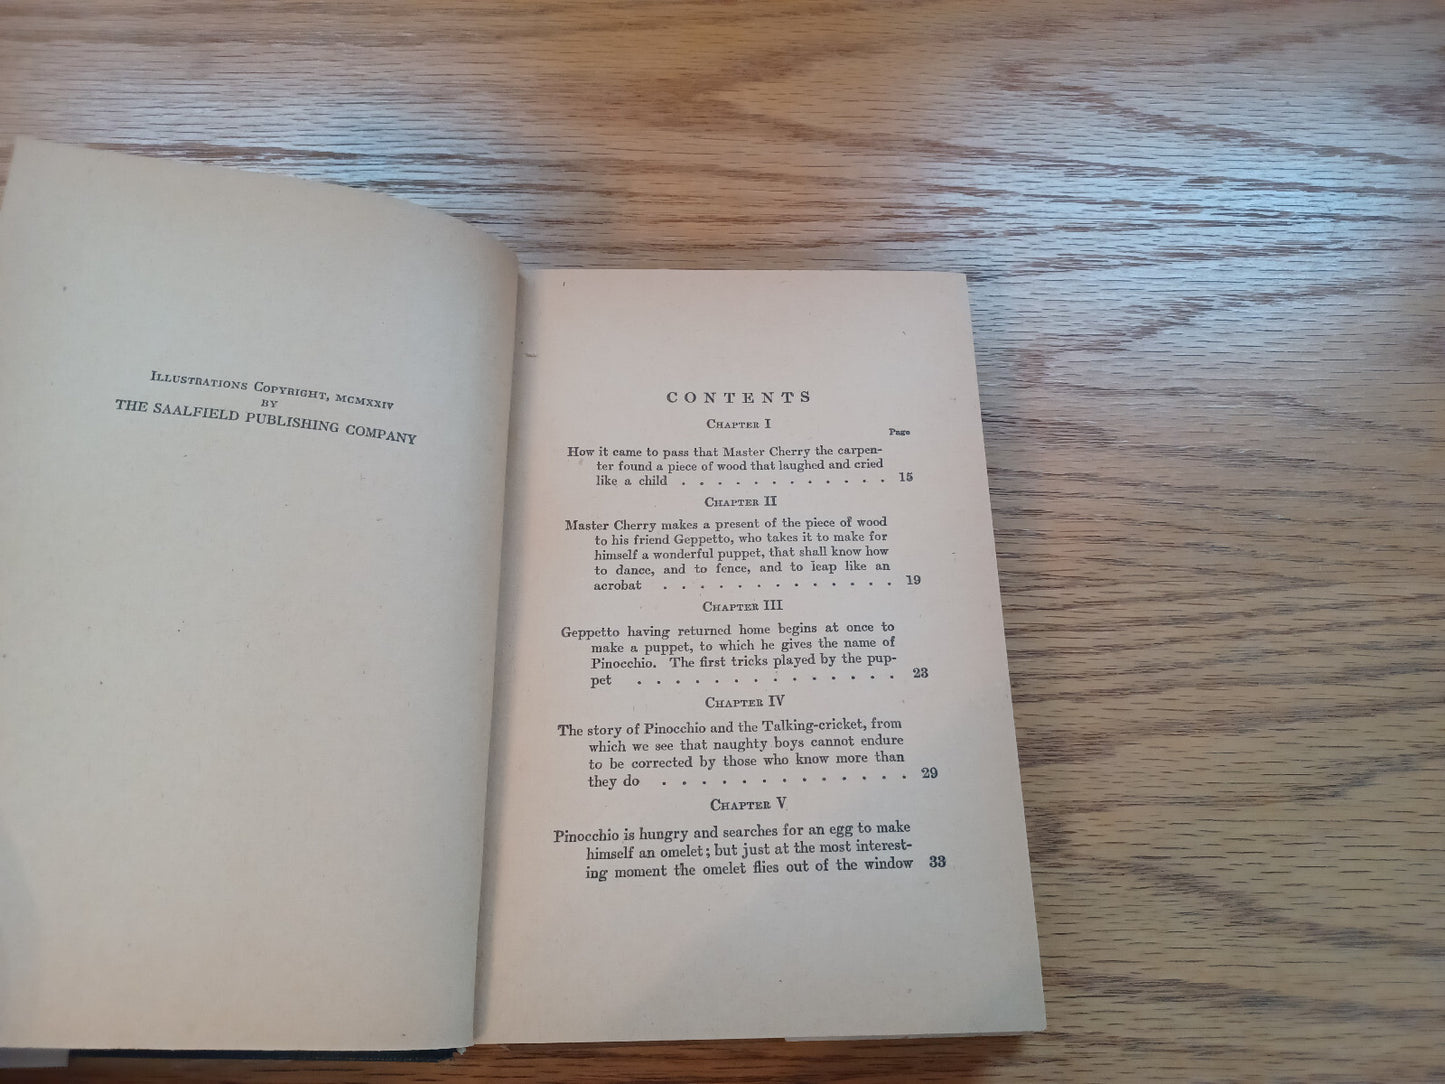 Illustrations Copyright, MCMXXIV
BY
THE SAALFIELD PUBLISHING COMPANY
CONTENTS
Chapter I
Page
How it came to pass that Master Cherry the carpen-
ter found a piece of wood that laughed and cried
like a child . . . . . . . . . . . . 15
Chapter II
Master Cherry makes a present of the piece of wood
to his friend Geppetto, who takes it to make for
himself a wonderful puppet, that shall know how
to dance, and to fence, and to leap like an
acrobat . . . . . . . . . . . . . 19
Chapter III
Geppetto having returned home begins at once to
make a puppet, to which he gives the name of
Pinocchio. The first tricks played by the pup-
pet . . . . . . . . . . . . . . 23
Chapter IV
The story of Pinocchio and the Talking-cricket, from
which we see that naughty boys cannot endure
to be corrected by those who know more than
they do . . . . . . . . . . . . . 29
Chapter V
Pinocchio is hungry and searches for an egg to make
himself an omelet; but just at the most interest-
ing moment the omelet flies out of the window 33